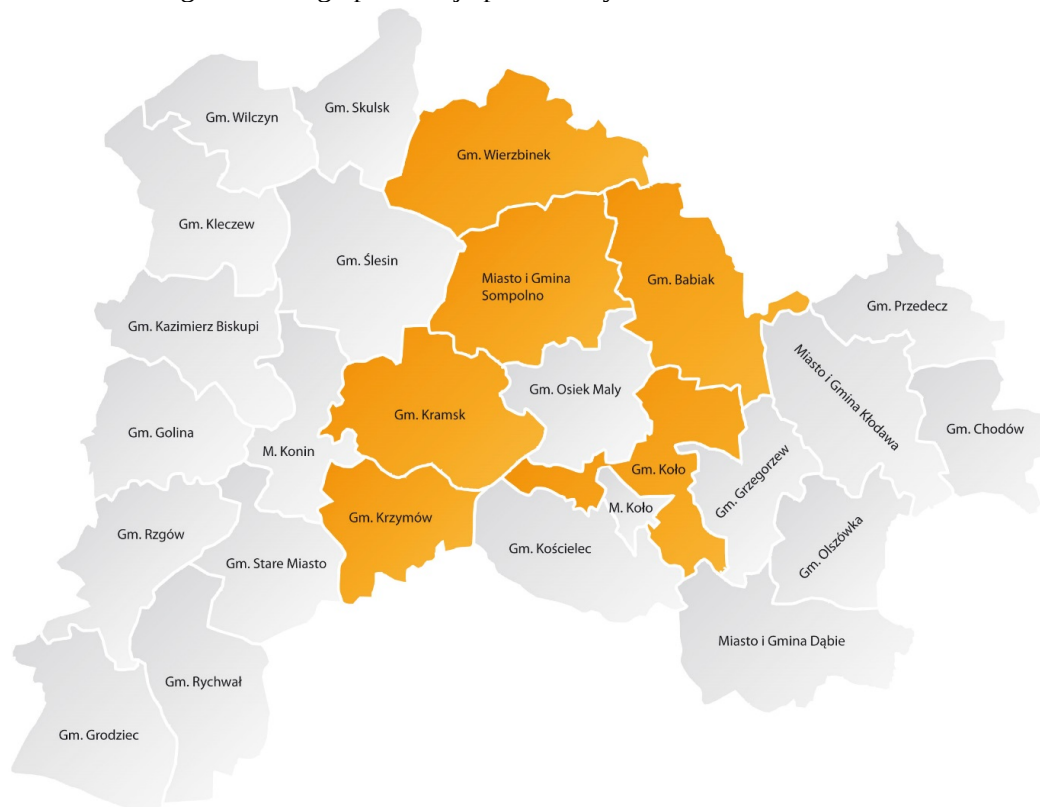 Gm. Skulsk
Gm. Wilczyn
Gm. Wierzbinek
Gm. Kleczew
Gm. Ślesin
Miasto i Gmina
Sompolno
Gm. Babiak
Gm. Przedecz
Gm. Kazimierz Biskupi
Miasto i Gmina Kłodawa
Gm. Osiek Maly
Gm. Kramsk
Gm. Golina
M. Konin
Gm. Chodów
Gm. Koło
Gm. Grzegorzew
M. Koło
Gm. Krzymów
Gm. Rzgów
Gm. Kościelec
Gm. Olszówka
Gm. Stare Miasto
Miasto i Gmina Dąbie
Gm. Rychwał
Gm. Grodziec